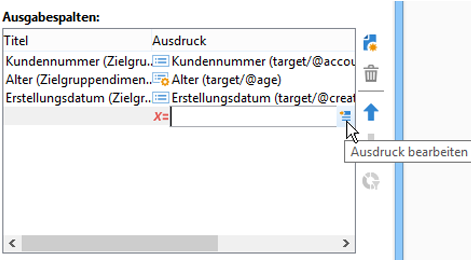 Ausgabespalten:
Titel Ausdruck
Kundennummer (Zielgru... Kundennummer (target/@accou
Alter (Zielgruppendimen... Alter (target/@age)
Erstellungsdatum (Zielgr... Erstellungsdatum (target/@creat
X=
Ausdruck bearbeiten